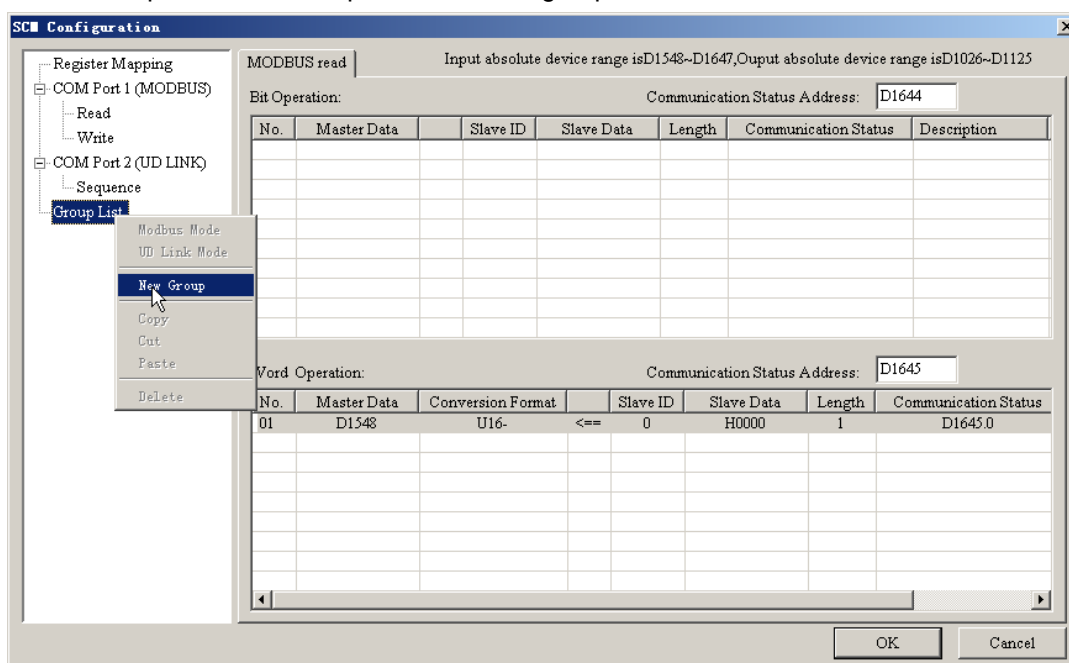 SCM Configuration
Register Mapping
COM Port 1 (MODBUS)
Read
Write
COM Port 2 (UD LINK)
Sequence
Group List
Modbus Mode
UD Link Mode
New Group
Copy
Cut
Paste
Delete
MODBUS read
Input absolute device range isD1548~D1647,Ouput absolute device range isD1026~D1125
Bit Operation: Communication Status Address: D1644
No. Master Data Slave ID Slave Data Length Communication Status Description
Word Operation: Communication Status Address: D1645
No. Master Data Conversion Format Slave ID Slave Data Length Communication Status
01 D1548 U16- <== 0 H0000 1 D1645.0
OK Cancel